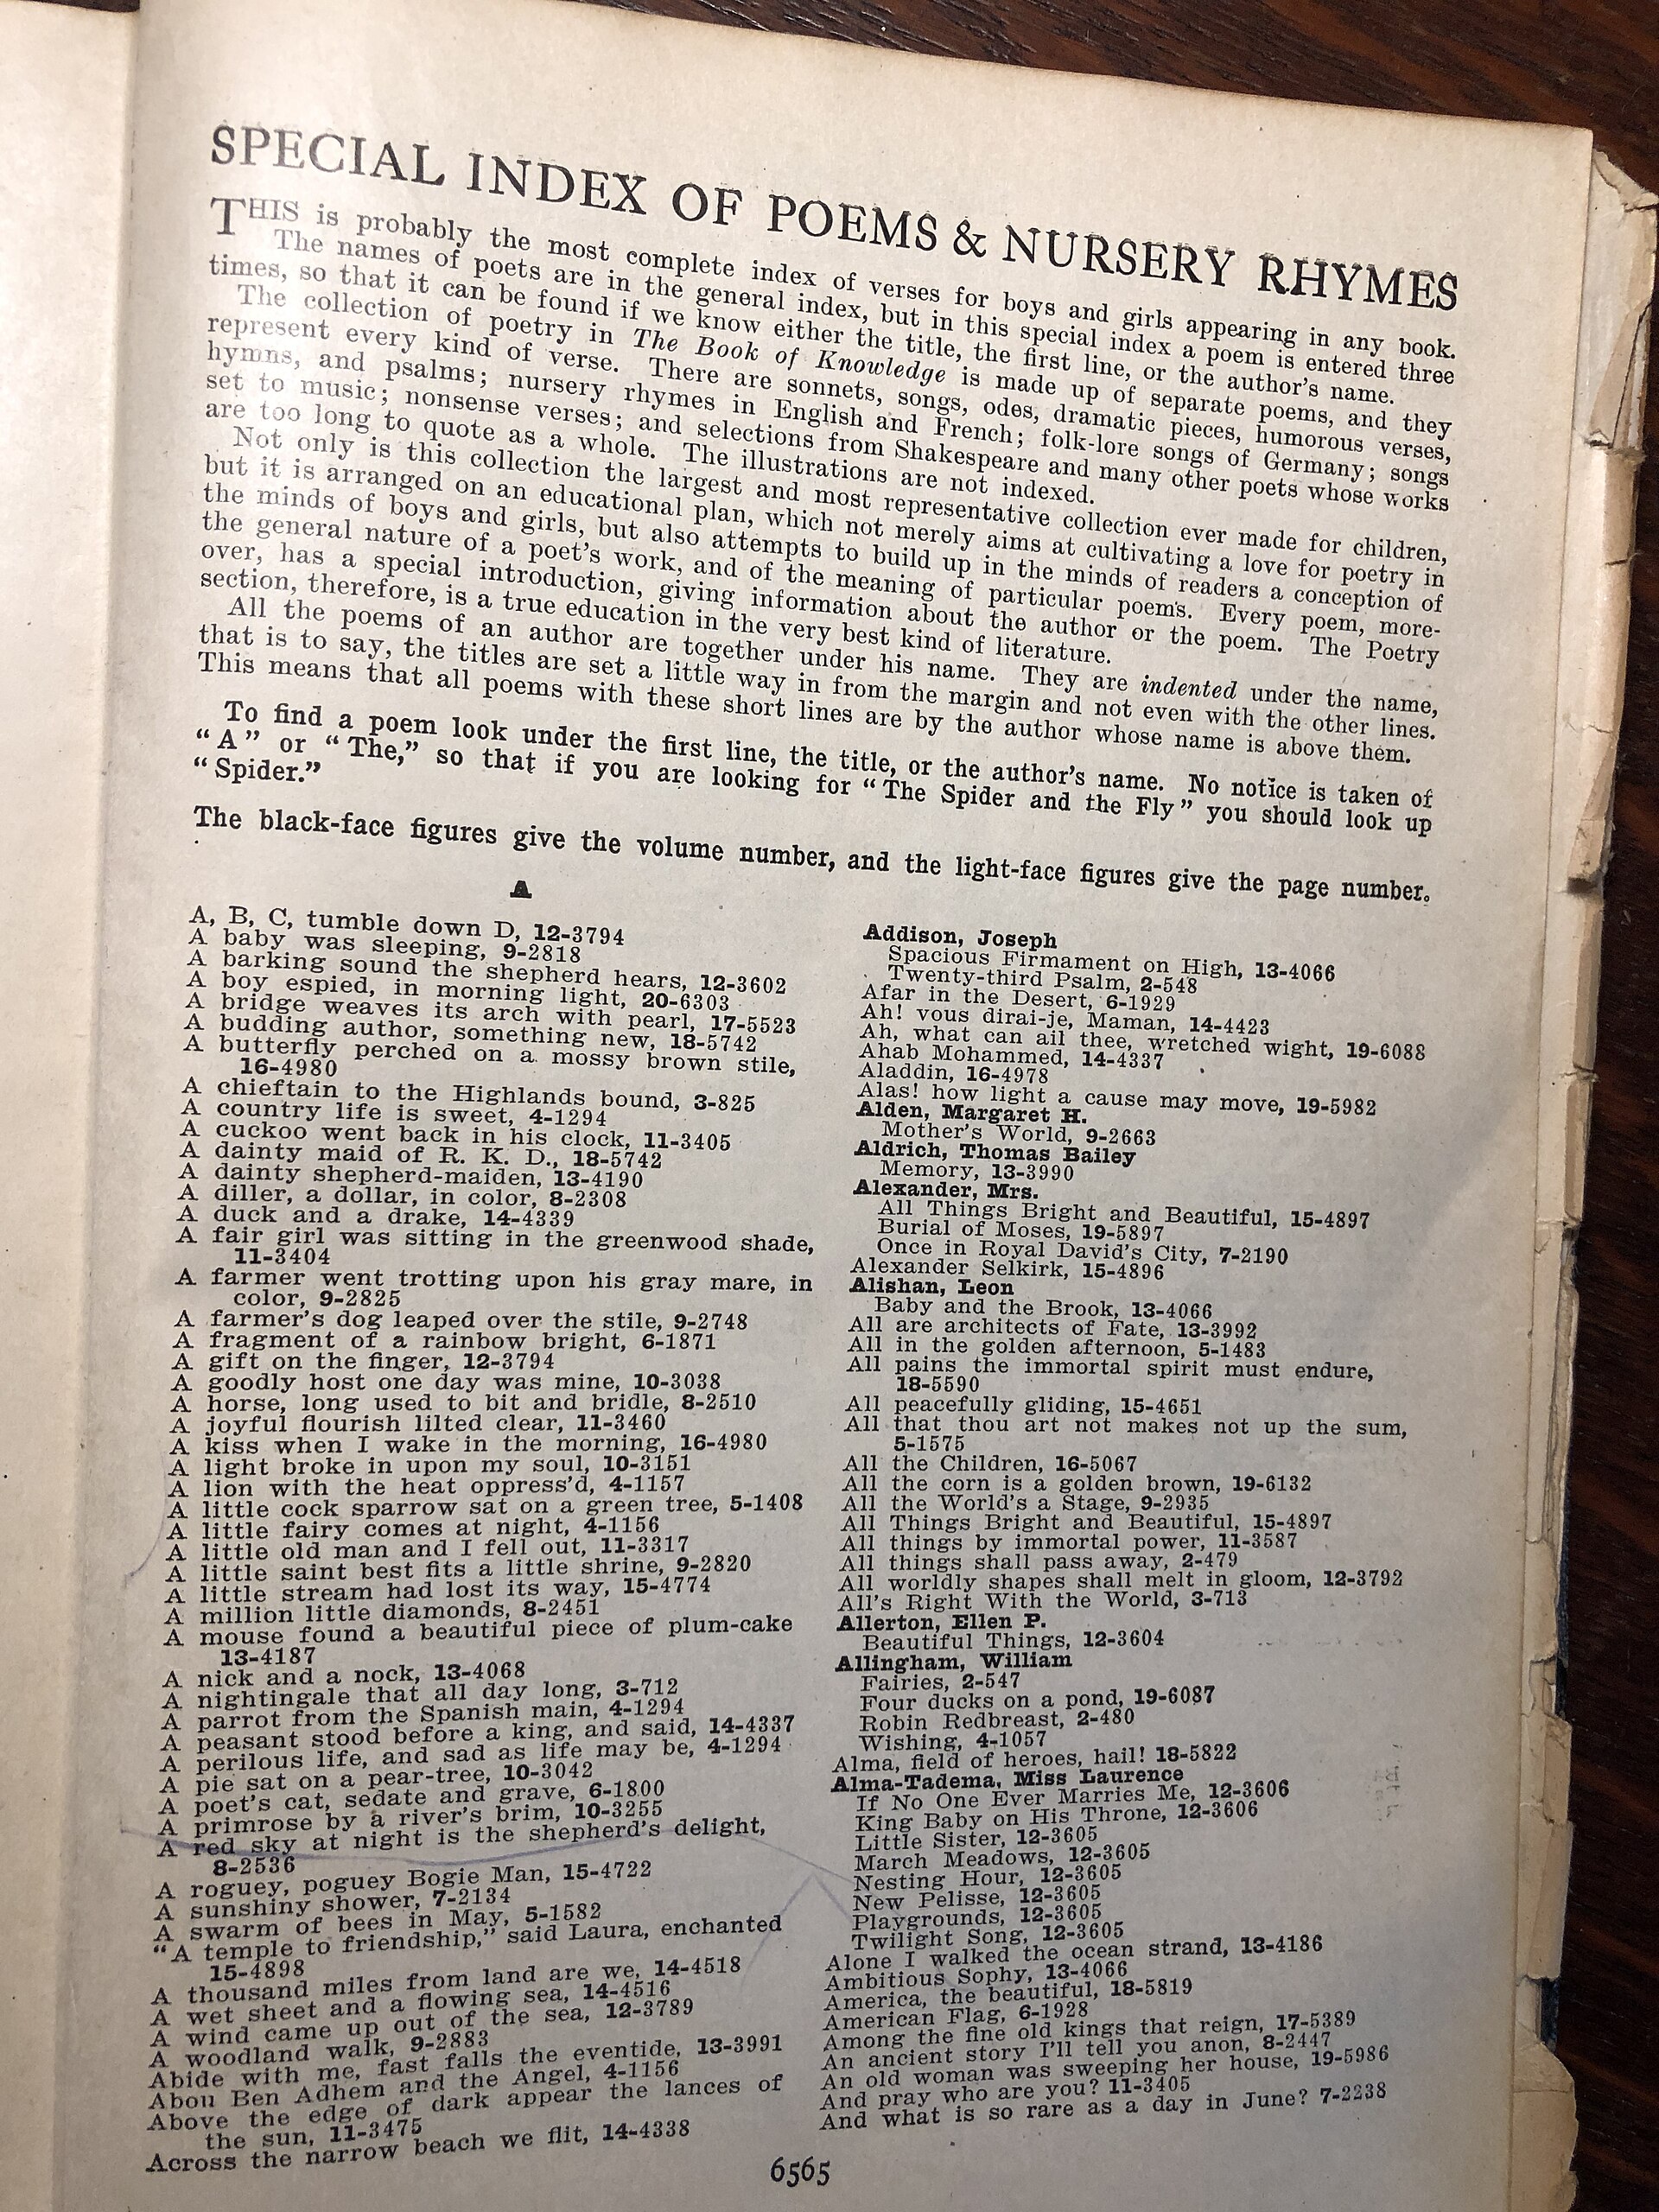 SPECIAL INDEX OF POEMS & NURSERY RHYMES
THIS is probably the most complete index of verses for boys and girls appearing in any book.
The names of poets are in the general index, but in this special index a poem is entered three
times, so that it can be found if we know either the title, the first line, or the author's name.
The collection of poetry in The Book of Knowledge is made up of separate poems, and they
represent every kind of verse. There are sonnets, songs, odes, dramatic pieces, humorous verses,
hymns, and psalms; nursery rhymes in English and French; folk-lore songs of Germany; songs
set to music; nonsense verses; and selections from Shakespeare and many other poets whose works
are too long to quote as a whole. The illustrations are not indexed.
Not only is this collection the largest and most representative collection ever made for children,
but it is arranged on an educational plan, which not merely aims at cultivating a love for poetry in
the minds of boys and girls, but also attempts to build up in the minds of readers a conception of
the general nature of a poet's work, and of the meaning of particular poems. Every poem, more-
over, has a special introduction, giving information about the author or the poem. The Poetry
section, therefore, is a true education in the very best kind of literature.
All the poems of an author are together under his name. They are indented under the name,
that is to say, the titles are set a little way in from the margin and not even with the other lines.
This means that all poems with these short lines are by the author whose name is above them.
To find a poem look under the first line, the title, or the author's name. No notice is taken of
"A" or "The," so that if you are looking for "The Spider and the Fly" you should look up
"Spider."
The black-face figures give the volume number, and the light-face figures give the page number.
A
A, B, C, tumble down D, 12-3794
A baby was sleeping, 9-2818
A barking sound the shepherd hears, 12-3602
A boy espied, in morning light, 20-6303
A bridge weaves its arch with pearl, 17-5523
A budding author, something new, 18-5742
A butterfly perched on a mossy brown stile,
16-4980
A chieftain to the Highlands bound, 3-825
A country life is sweet, 4-1294
A cuckoo went back in his clock, 11-3405
A dainty maid of R. K. D., 18-5742
A dainty shepherd-maiden, 13-4190
A diller, a dollar, in color, 8-2308
A duck and a drake, 14-4339
A fair girl was sitting in the greenwood shade,
11-3404
A farmer went trotting upon his gray mare, in
color, 9-2825
A farmer's dog leaped over the stile, 9-2748
A fragment of a rainbow bright, 6-1871
A gift on the finger, 12-3794
A goodly host one day was mine, 10-3038
A horse, long used to bit and bridle, 8-2510
A joyful flourish lilted clear, 11-3460
A kiss when I wake in the morning, 16-4980
A light broke in upon my soul, 10-3151
A lion with the heat oppress'd, 4-1157
A little cock sparrow sat on a green tree, 5-1408
A little fairy comes at night, 4-1156
A little old man and I fell out, 11-3317
A little saint best fits a little shrine, 9-2820
A little stream had lost its way, 15-4774
A million little diamonds, 8-2451
A mouse found a beautiful piece of plum-cake
13-4187
A nick and a nock, 13-4068
A nightingale that all day long, 3-712
A parrot from the Spanish main, 4-1294
A peasant stood before a king, and said, 14-4337
A perilous life, and sad as life may be, 4-1294
A pie sat on a pear-tree, 10-3042
A poet's cat, sedate and grave, 6-1800
A primrose by a river's brim, 10-3255
A red sky at night is the shepherd's delight,
8-2536
A roguey, poguey Bogie Man, 15-4722
A sunshiny shower, 7-2134
A swarm of bees in May, 5-1582
"A temple to friendship," said Laura, enchanted
15-4898
A thousand miles from land are we, 14-4518
A wet sheet and a flowing sea, 14-4516
A wind came up out of the sea, 12-3789
A woodland walk, 9-2883
Abide with me, fast falls the eventide, 13-3991
Abou Ben Adhem and the Angel, 4-1156
Above the edge of dark appear the lances of
the sun, 11-3475
Across the narrow beach we flit, 14-4338
Addison, Joseph
Spacious Firmament on High, 13-4066
Twenty-third Psalm, 2-548
Afar in the Desert, 6-1929
Ah! vous dirai-je, Maman, 14-4423
Ah, what can ail thee, wretched wight, 19-6088
Ahab Mohammed, 14-4337
Aladdin, 16-4978
Alas! how light a cause may move, 19-5982
Alden, Margaret H.
Mother's World, 9-2663
Aldrich, Thomas Bailey
Memory, 13-3990
Alexander, Mrs.
All Things Bright and Beautiful, 15-4897
Burial of Moses, 19-5897
Once in Royal David's City, 7-2190
Alexander Selkirk, 15-4896
Alishan, Leon
Baby and the Brook, 13-4066
All are architects of Fate, 13-3992
All in the golden afternoon, 5-1483
All pains the immortal spirit must endure,
18-5590
All peacefully gliding, 15-4651
All that thou art not makes not up the sum,
5-1575
All the Children, 16-5067
All the corn is a golden brown, 19-6132
All the World's a Stage, 9-2935
All Things Bright and Beautiful, 15-4897
All things by immortal power, 11-3587
All things shall pass away, 2-479
All worldly shapes shall melt in gloom, 12-3792
All's Right With the World, 3-713
Allerton, Ellen P.
Beautiful Things, 12-3604
Allingham, William
Fairies, 2-547
Four ducks on a pond, 19-6087
Robin Redbreast, 2-480
Wishing, 4-1057
Alma, field of heroes, hail! 18-5822
Alma-Tadema, Miss Laurence
If No One Ever Marries Me, 12-3606
King Baby on His Throne, 12-3606
Little Sister, 12-3605
March Meadows, 12-3605
Nesting Hour, 12-3605
New Pelisse, 12-3605
Playgrounds, 12-3605
Twilight Song, 12-3605
Alone I walked the ocean strand, 13-4186
Ambitious Sophy, 13-4066
America, the beautiful, 18-5819
American Flag, 6-1928
Among the fine old kings that reign, 17-5389
An ancient story I'll tell you anon, 8-2447
An old woman was sweeping her house, 19-5986
And pray who are you? 11-3405
And what is so rare as a day in June? 7-2238
6565